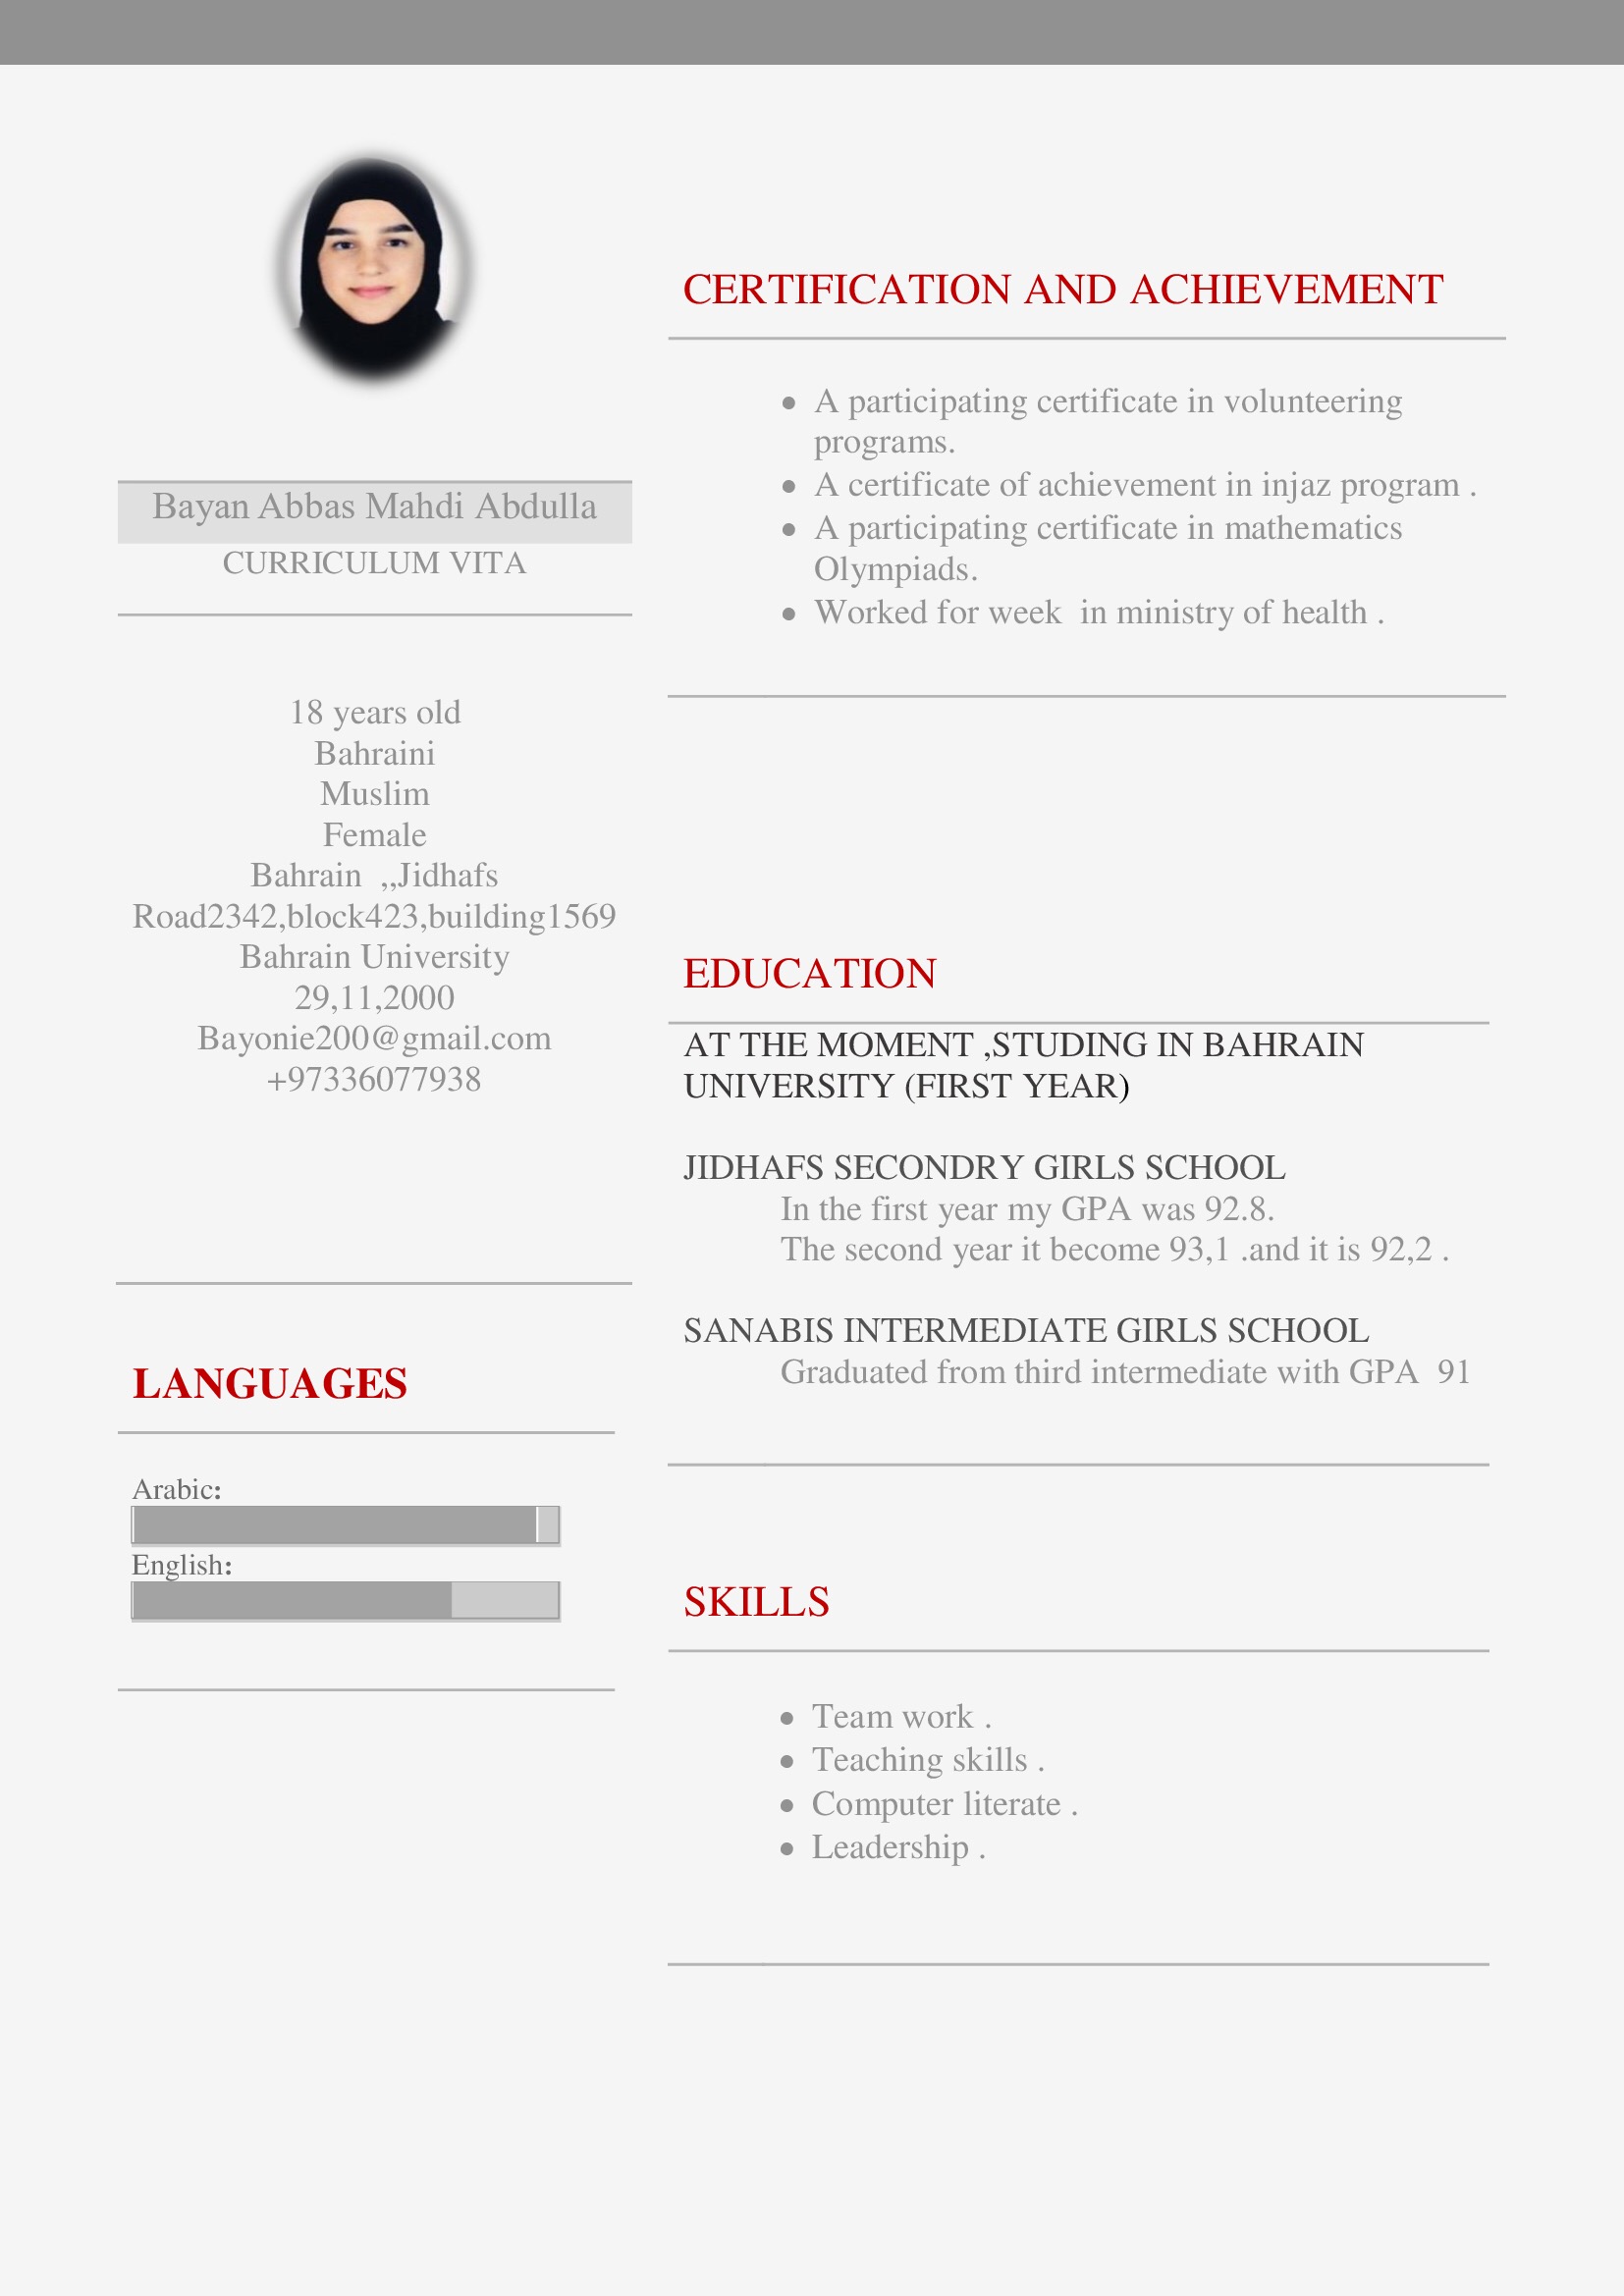 Bayan Abbas Mahdi Abdulla
CURRICULUM VITA
18 years old
Bahraini
Muslim
Female
Bahrain  ,,Jidhafs
Road2342,block423,building1569
Bahrain University
29,11,2000
Bayonie200@gmail.com
+97336077938
LANGUAGES
Arabic:
English:
CERTIFICATION AND ACHIEVEMENT
• A participating certificate in volunteering
programs.
• A certificate of achievement in injaz program .
• A participating certificate in mathematics
Olympiads.
• Worked for week  in ministry of health .
EDUCATION
AT THE MOMENT ,STUDING IN BAHRAIN
UNIVERSITY (FIRST YEAR)
JIDHAFS SECONDRY GIRLS SCHOOL
In the first year my GPA was 92.8.
The second year it become 93,1 .and it is 92,2 .
SANABIS INTERMEDIATE GIRLS SCHOOL
Graduated from third intermediate with GPA  91
SKILLS
• Team work .
• Teaching skills .
• Computer literate .
• Leadership .